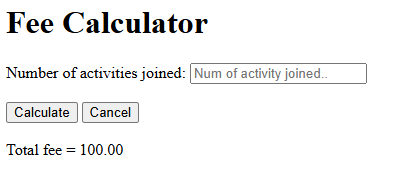 Fee Calculator
Number of activities joined: Num of activity joined..
Calculate Cancel
Total fee = 100.00